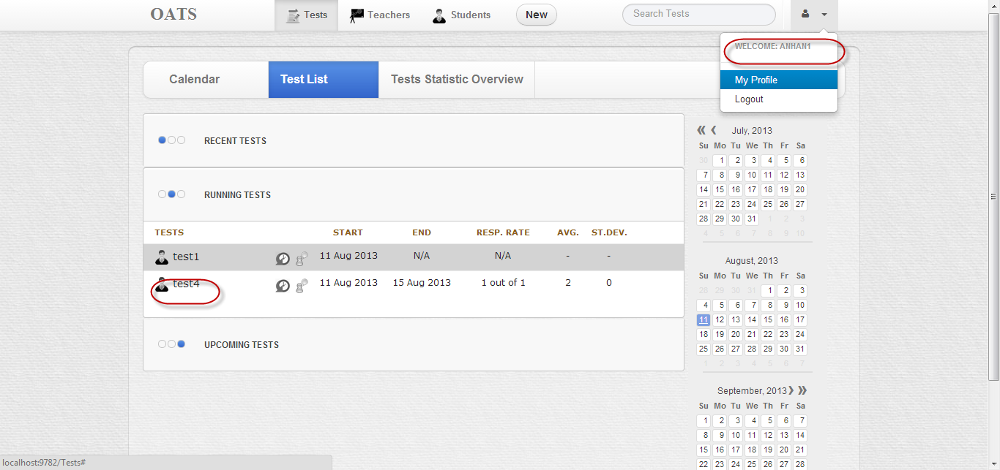 OATS
Tests Teachers Students New Search Tests
WELCOME: ANHAN1
My Profile
Logout
Calendar Test List Tests Statistic Overview
RECENT TESTS
RUNNING TESTS
TESTS START END RESP. RATE AVG. ST.DEV.
test1 11 Aug 2013 N/A N/A - -
test4 11 Aug 2013 15 Aug 2013 1 out of 1 2 0
UPCOMING TESTS
July, 2013
Su Mo Tu We Th Fr Sa
30 1 2 3 4 5 6
7 8 9 10 11 12 13
14 15 16 17 18 19 20
21 22 23 24 25 26 27
28 29 30 31 1 2 3
4 5 6 7 8 9 10
August, 2013
Su Mo Tu We Th Fr Sa
28 29 30 31 1 2 3
4 5 6 7 8 9 10
11 12 13 14 15 16 17
18 19 20 21 22 23 24
25 26 27 28 29 30 31
1 2 3 4 5 6 7
September, 2013
Su Mo Tu We Th Fr Sa
1 2 3 4 5 6 7
8 9 10 11 12 13 14
15 16 17 18 19 20 21
22 23 24 25 26 27 28
localhost:9782/Tests#